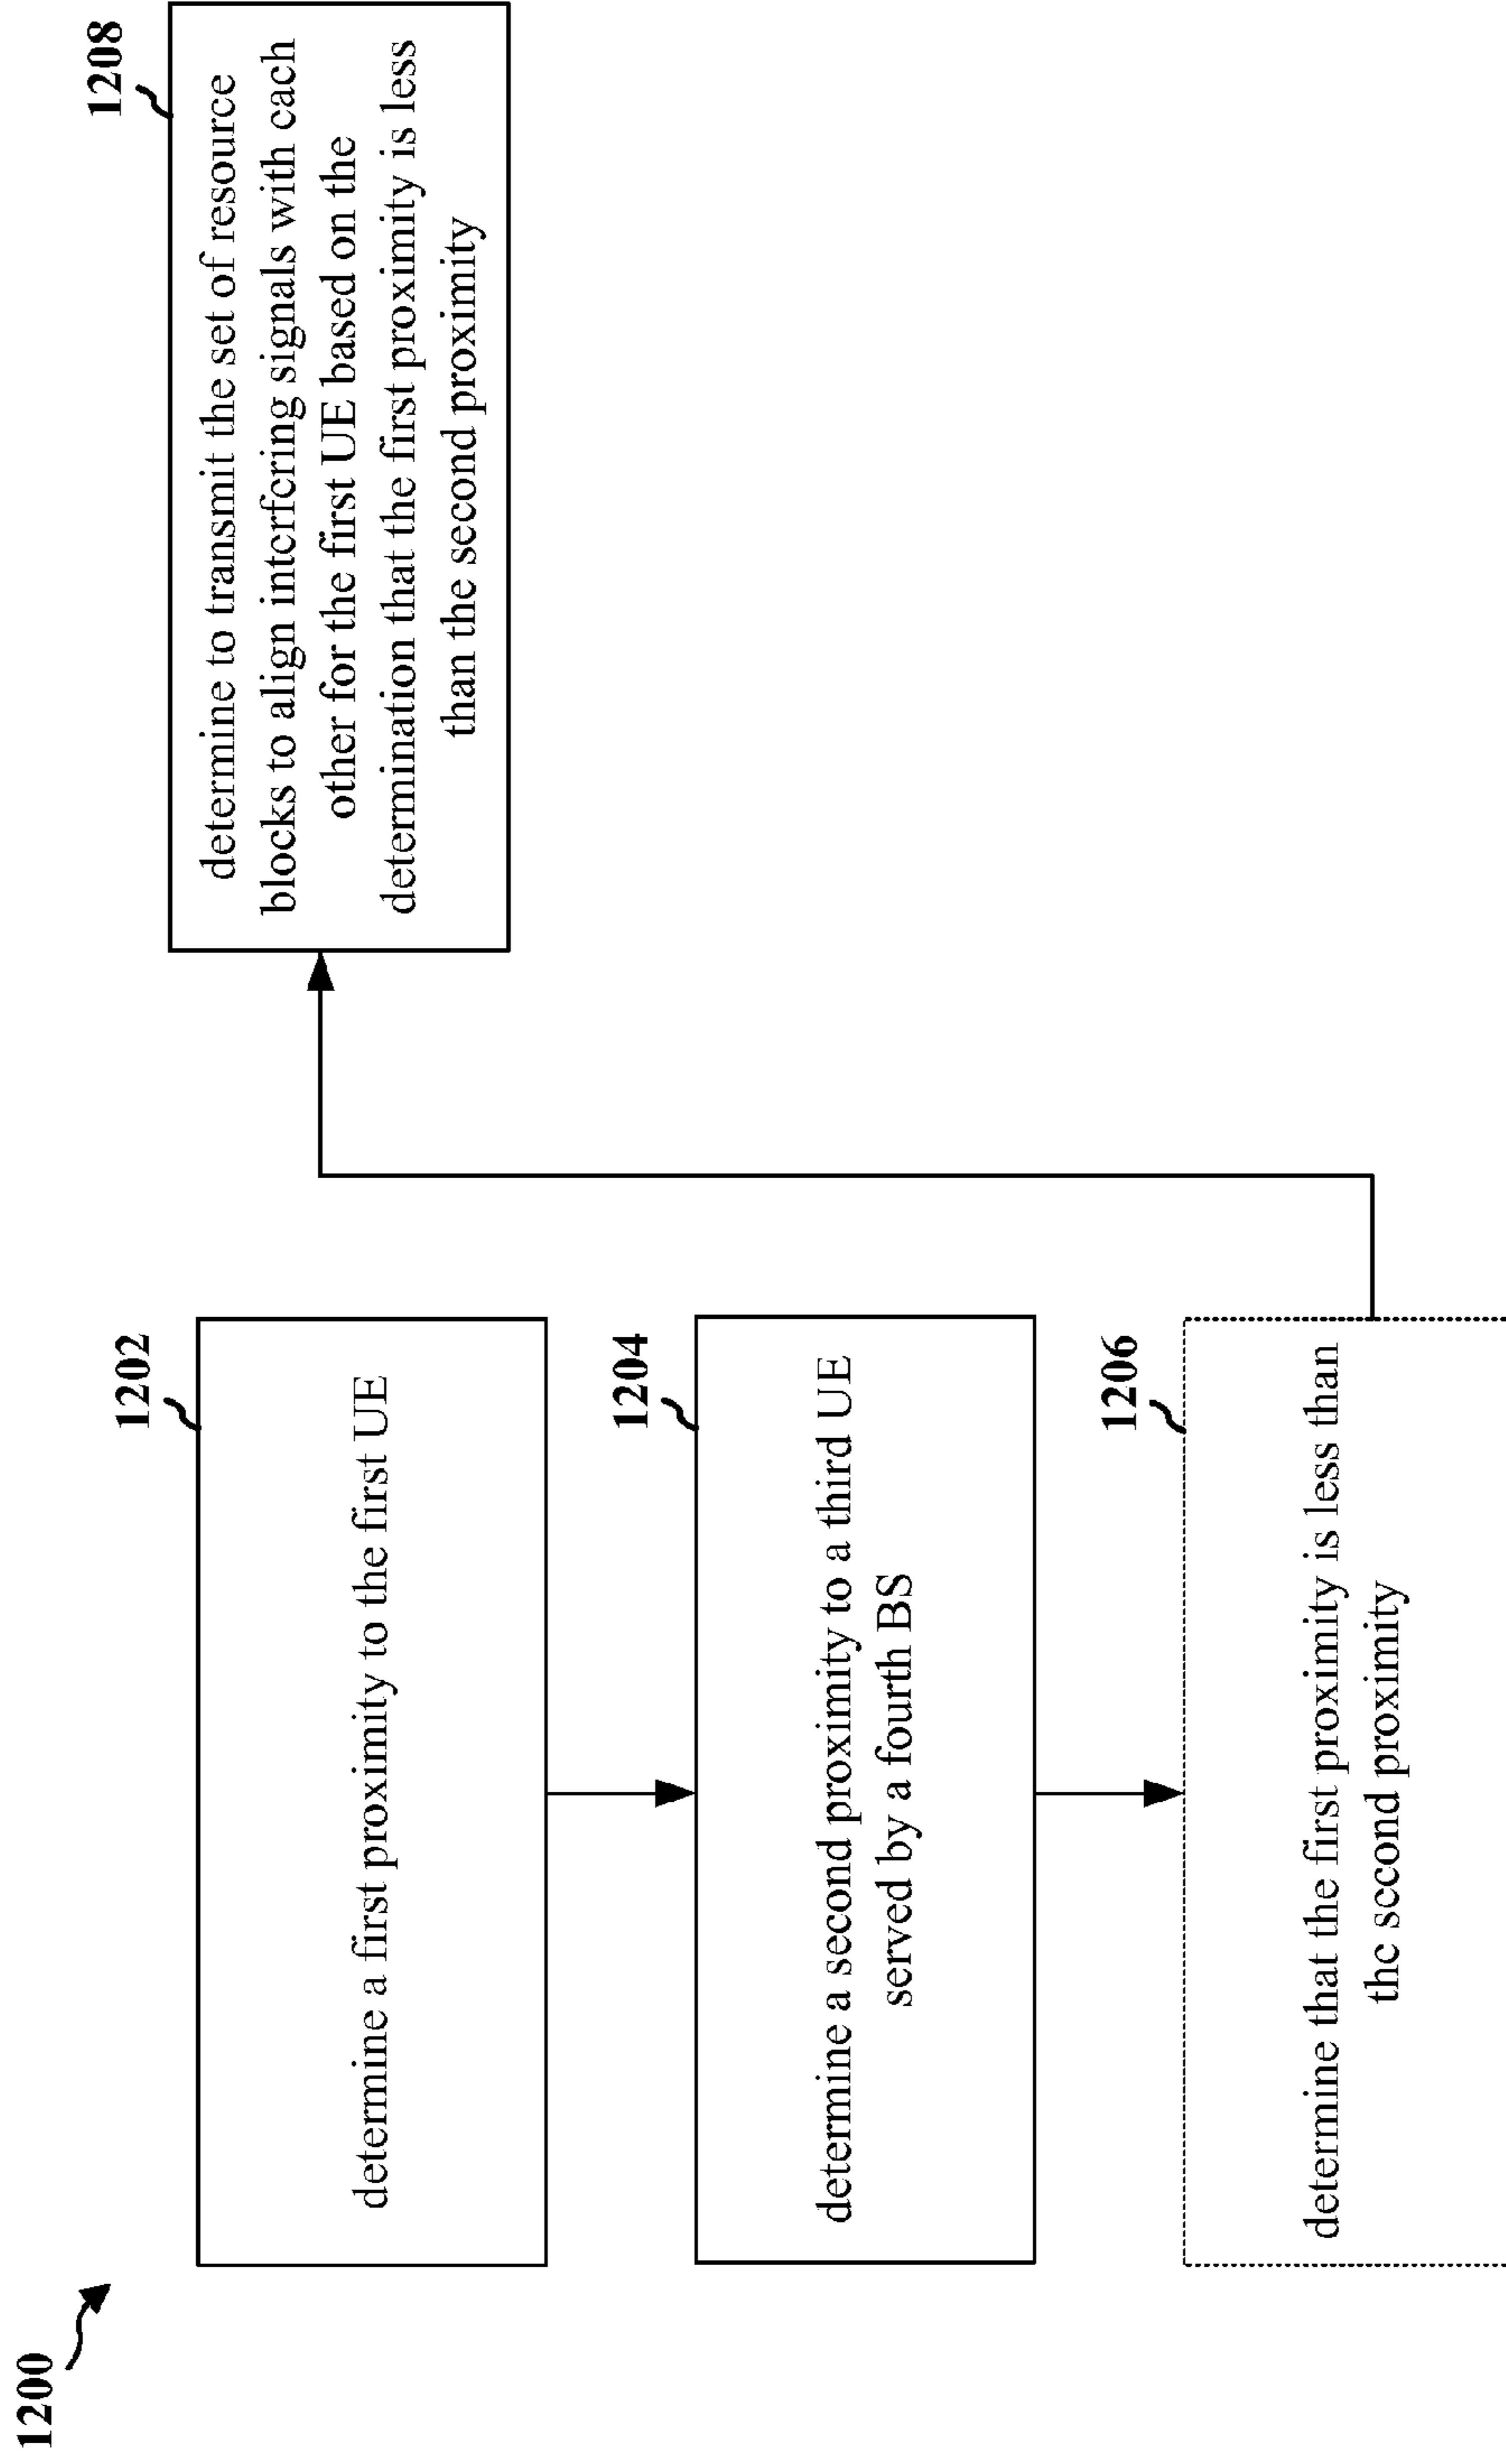 1200
1202
determine a first proximity to the first UE
1204
determine a second proximity to a third UE
served by a fourth BS
1206
determine that the first proximity is less than
the second proximity
1208
determine to transmit the set of resource
blocks to align interfering signals with each
other for the first UE based on the
determination that the first proximity is less
than the second proximity